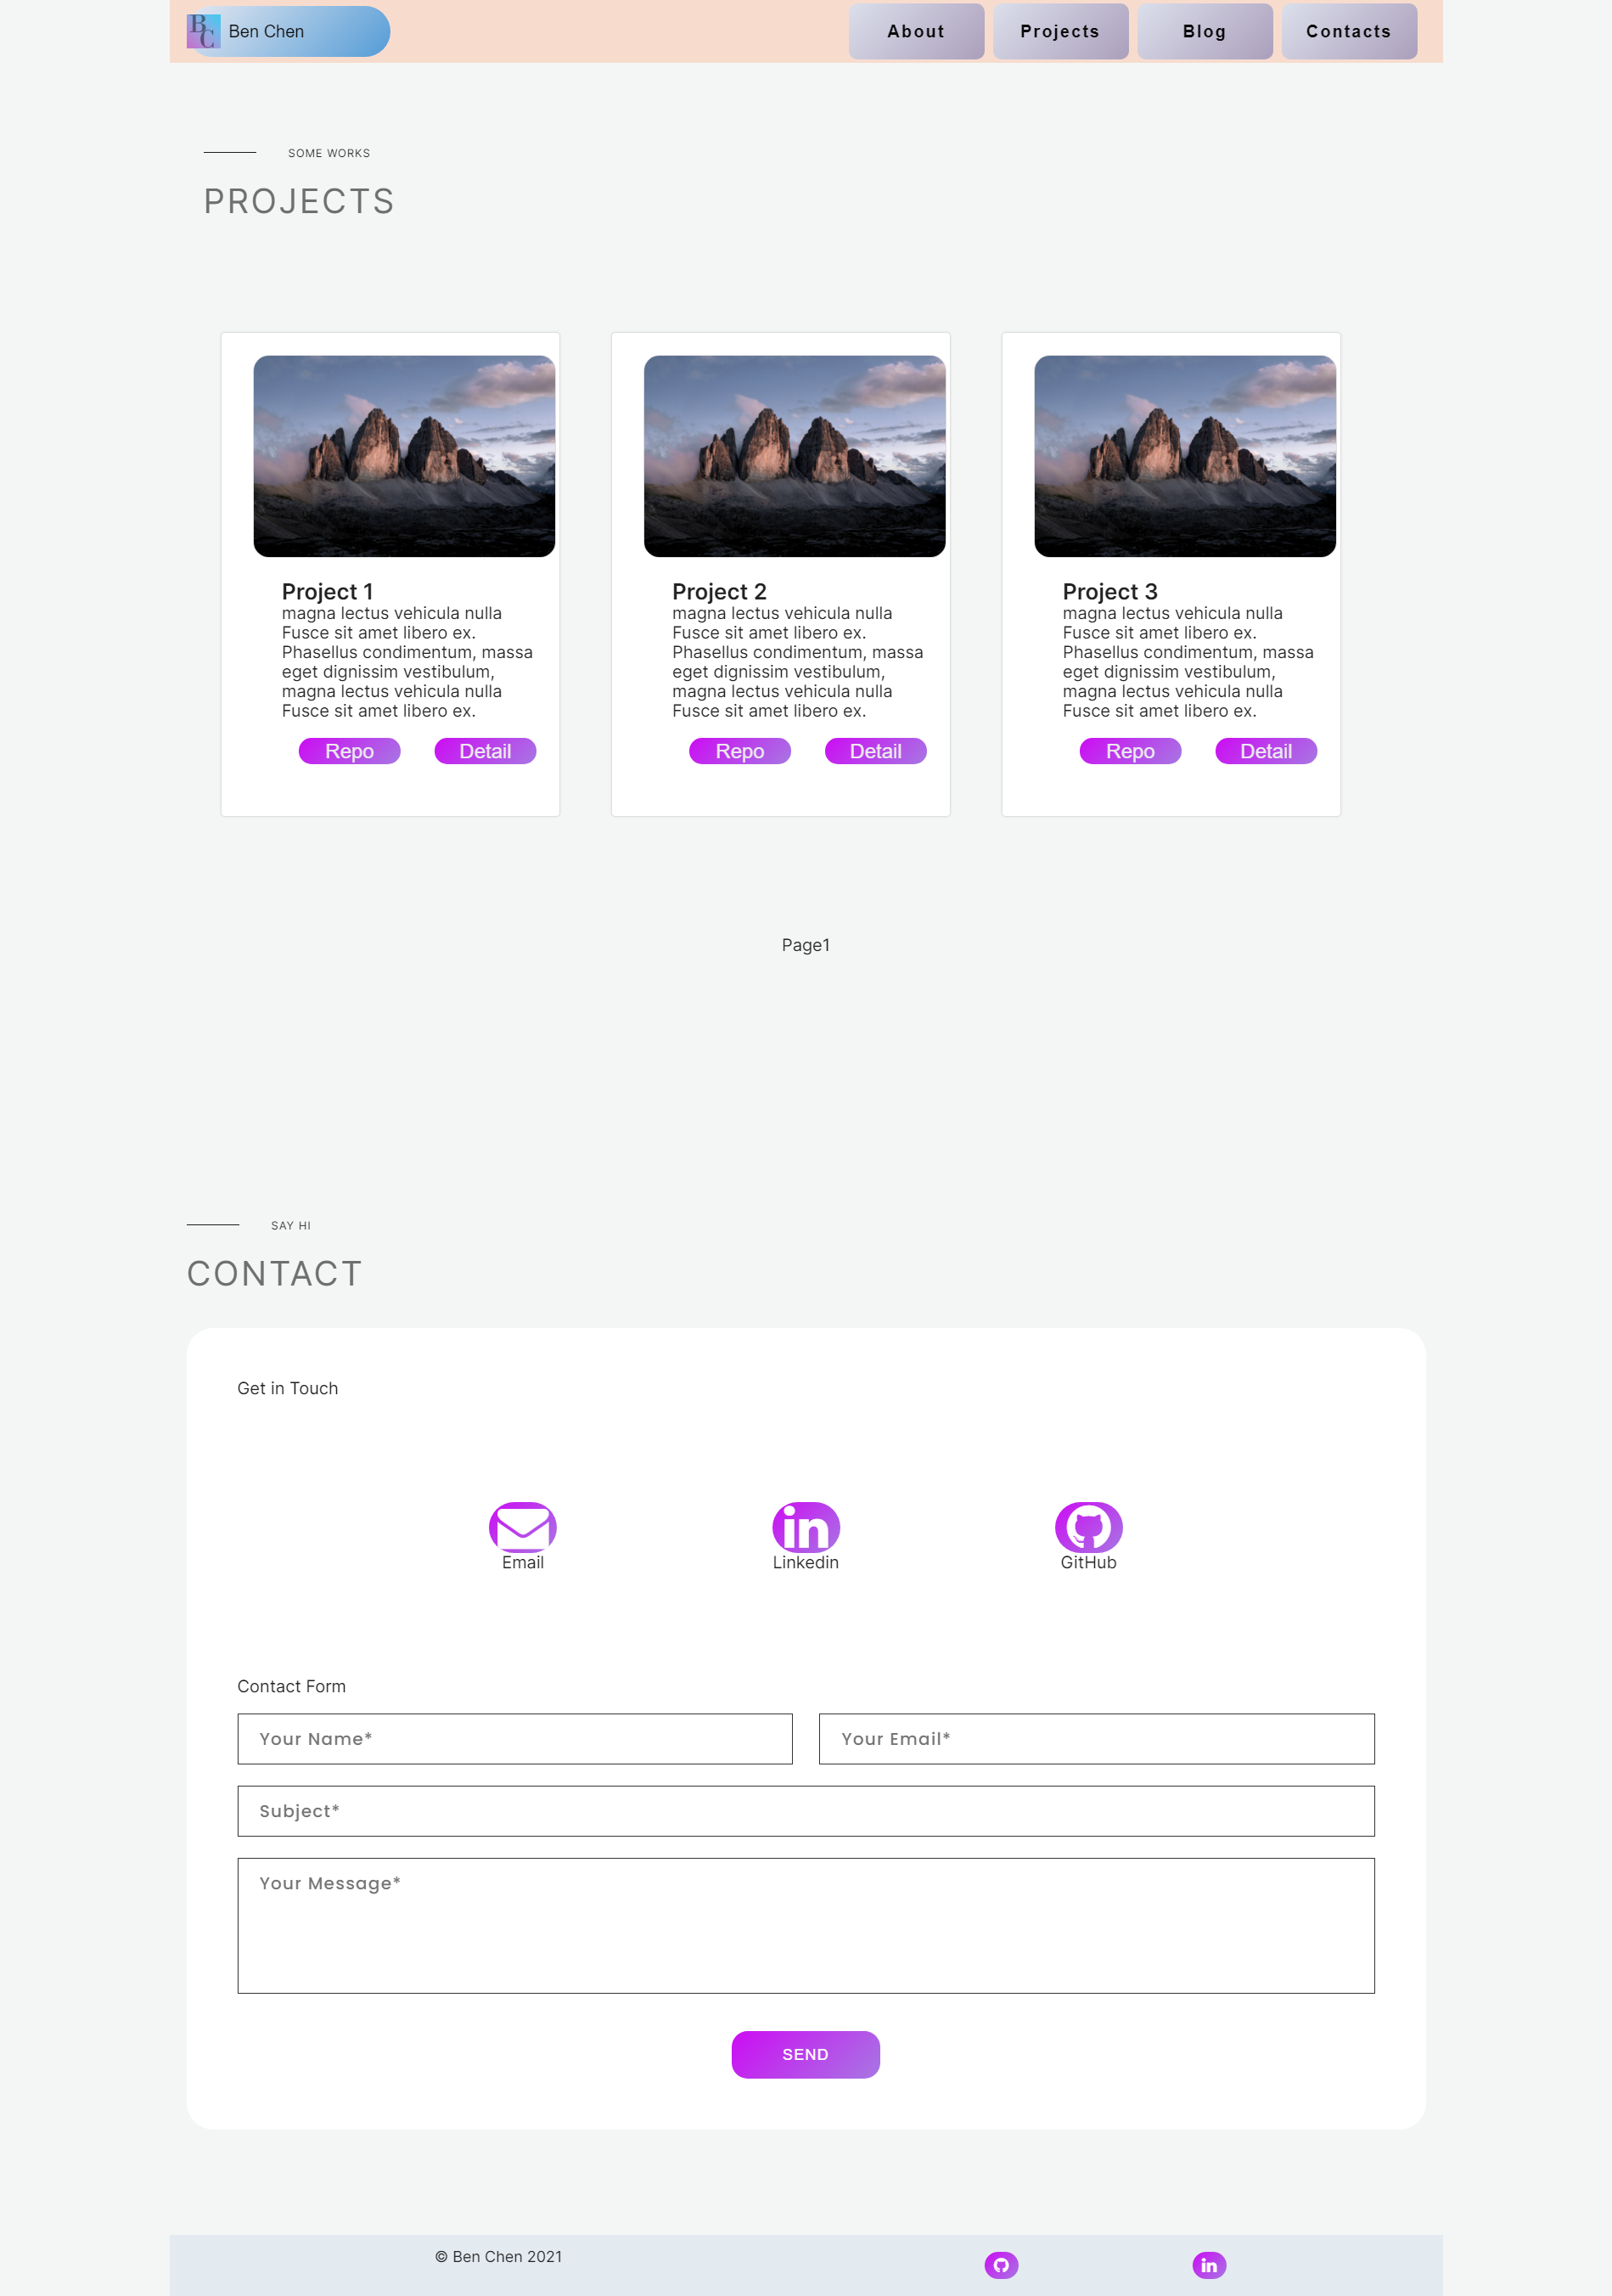 BC
Ben Chen
About
Projects
Blog
Contacts
SOME WORKS
PROJECTS
Project 1
magna lectus vehicula nulla
Fusce sit amet libero ex.
Phasellus condimentum, massa
eget dignissim vestibulum,
magna lectus vehicula nulla
Fusce sit amet libero ex.
Repo
Detail
Project 2
magna lectus vehicula nulla
Fusce sit amet libero ex.
Phasellus condimentum, massa
eget dignissim vestibulum,
magna lectus vehicula nulla
Fusce sit amet libero ex.
Repo
Detail
Project 3
magna lectus vehicula nulla
Fusce sit amet libero ex.
Phasellus condimentum, massa
eget dignissim vestibulum,
magna lectus vehicula nulla
Fusce sit amet libero ex.
Repo
Detail
Page1
SAY HI
CONTACT
Get in Touch
in
Email
Linkedin
GitHub
Contact Form
Your Name*
Your Email*
Subject*
Your Message*
SEND
© Ben Chen 2021
in